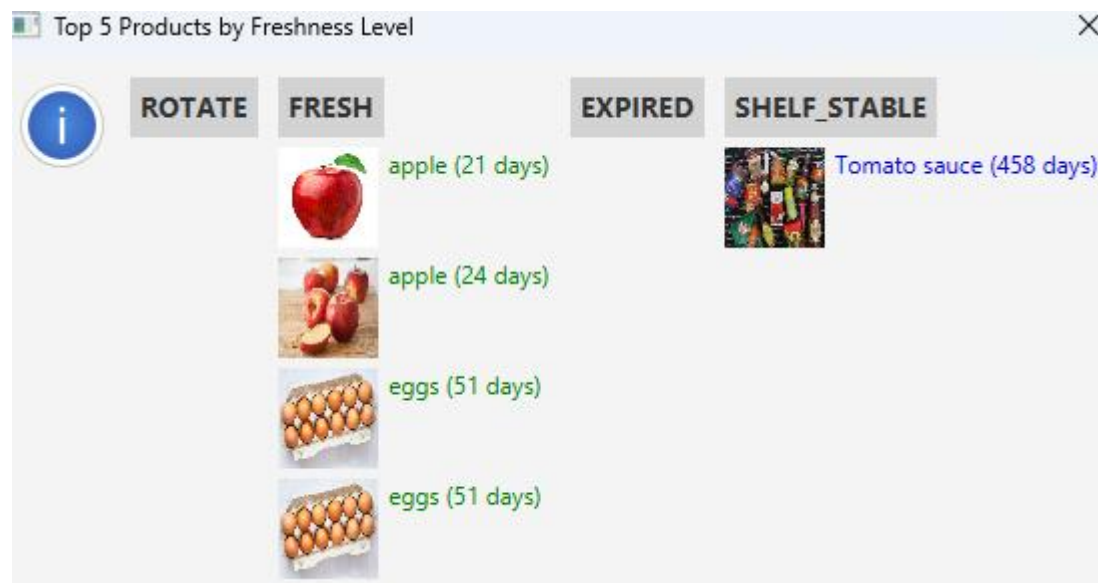 Top 5 Products by Freshness Level
ROTATE FRESH EXPIRED SHELF_STABLE
apple (21 days) Tomato sauce (458 days)
apple (24 days)
eggs (51 days)
eggs (51 days)